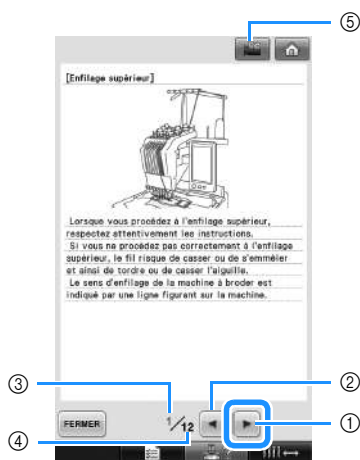 ⑤
[Enfilage supérieur]
Lorsque vous procédez à l'enfilage supérieur,
respectez attentivement les instructions.
Si vous ne procédez pas correctement à l'enfilage
supérieur, le fil risque de casser ou de s'emmêler
et ainsi de tordre ou de casser l'aiguille.
Le sens d'enfilage de la machine à broder est
indiqué par une ligne figurant sur la machine.
③ ②
FERMER 1/12 ①
④